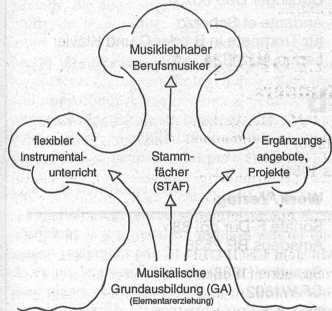 Musikliebhaber
Berufsmusiker
flexibler
Instrumental-
unterricht
Stamm-
fächer
(STAF)
Ergänzungs-
angebote,
Projekte
Musikalische
Grundausbildung (GA)
(Elementarerziehung)